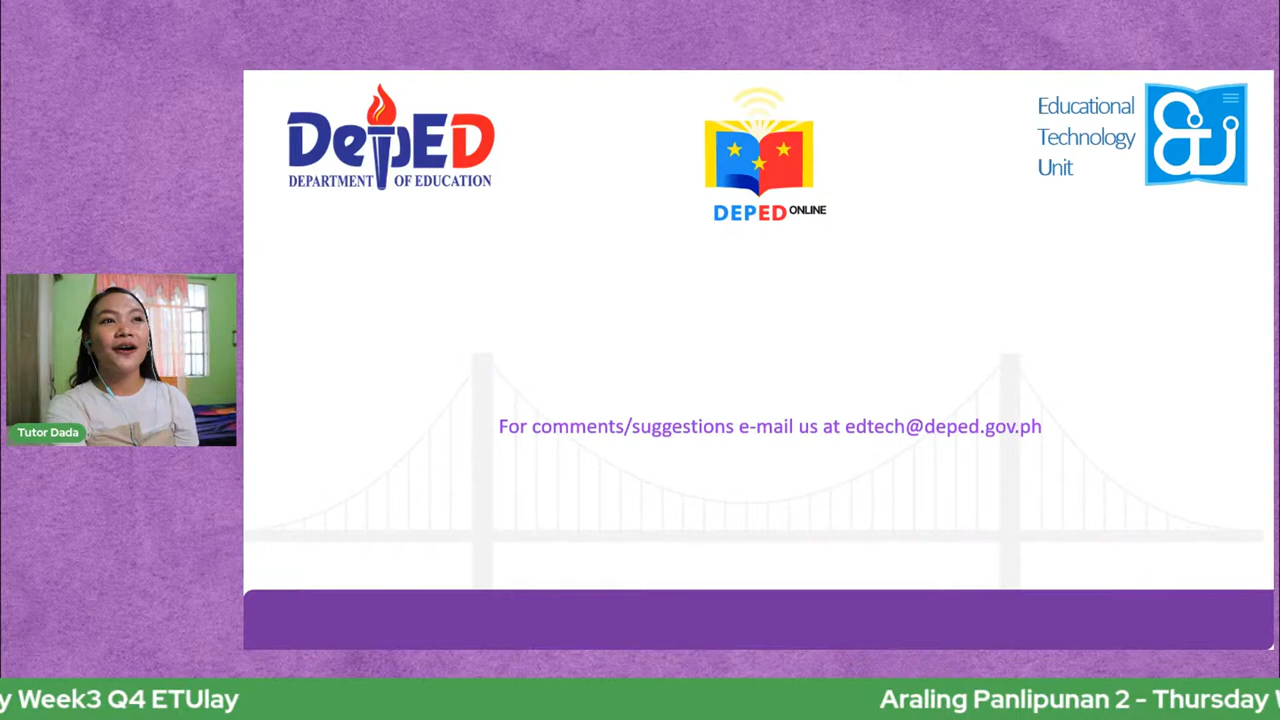 DepED
DEPARTMENT OF EDUCATION
DEPED ONLINE
Educational
Technology
Unit
Tutor Dada
For comments/suggestions e-mail us at edtech@deped.gov.ph
y Week3 Q4 ETUlay
Araling Panlipunan 2 - Thursday W